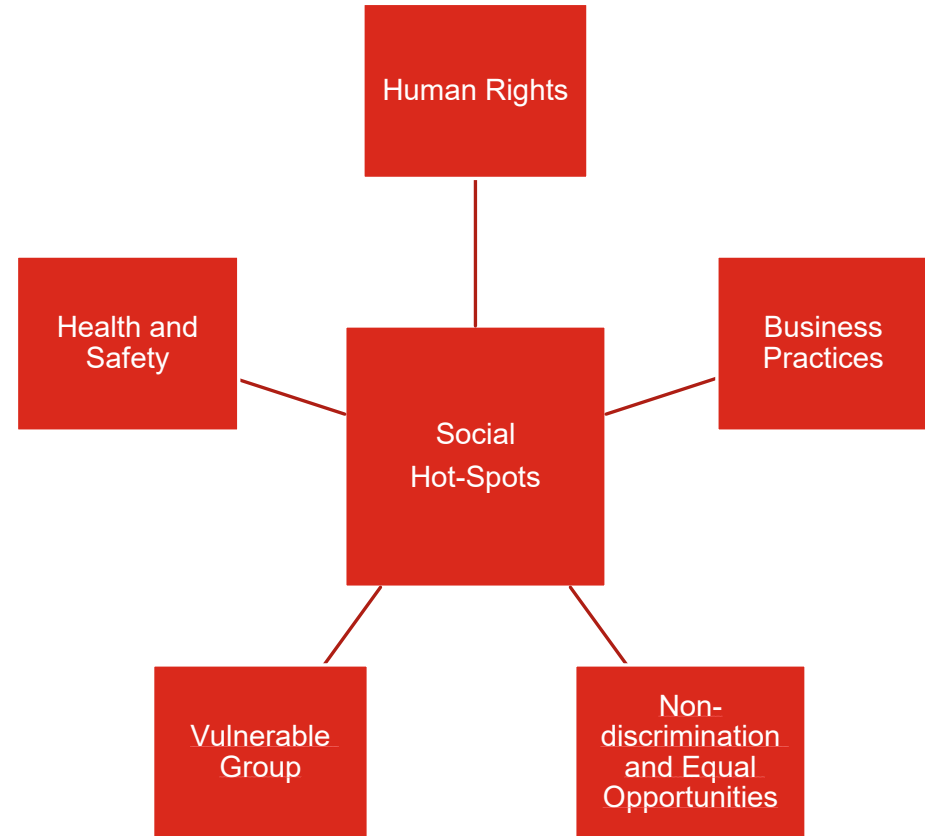 Human Rights
Health and
Safety
Business
Practices
Social
Hot-Spots
Vulnerable
Group
Non-
discrimination
and Equal
Opportunities